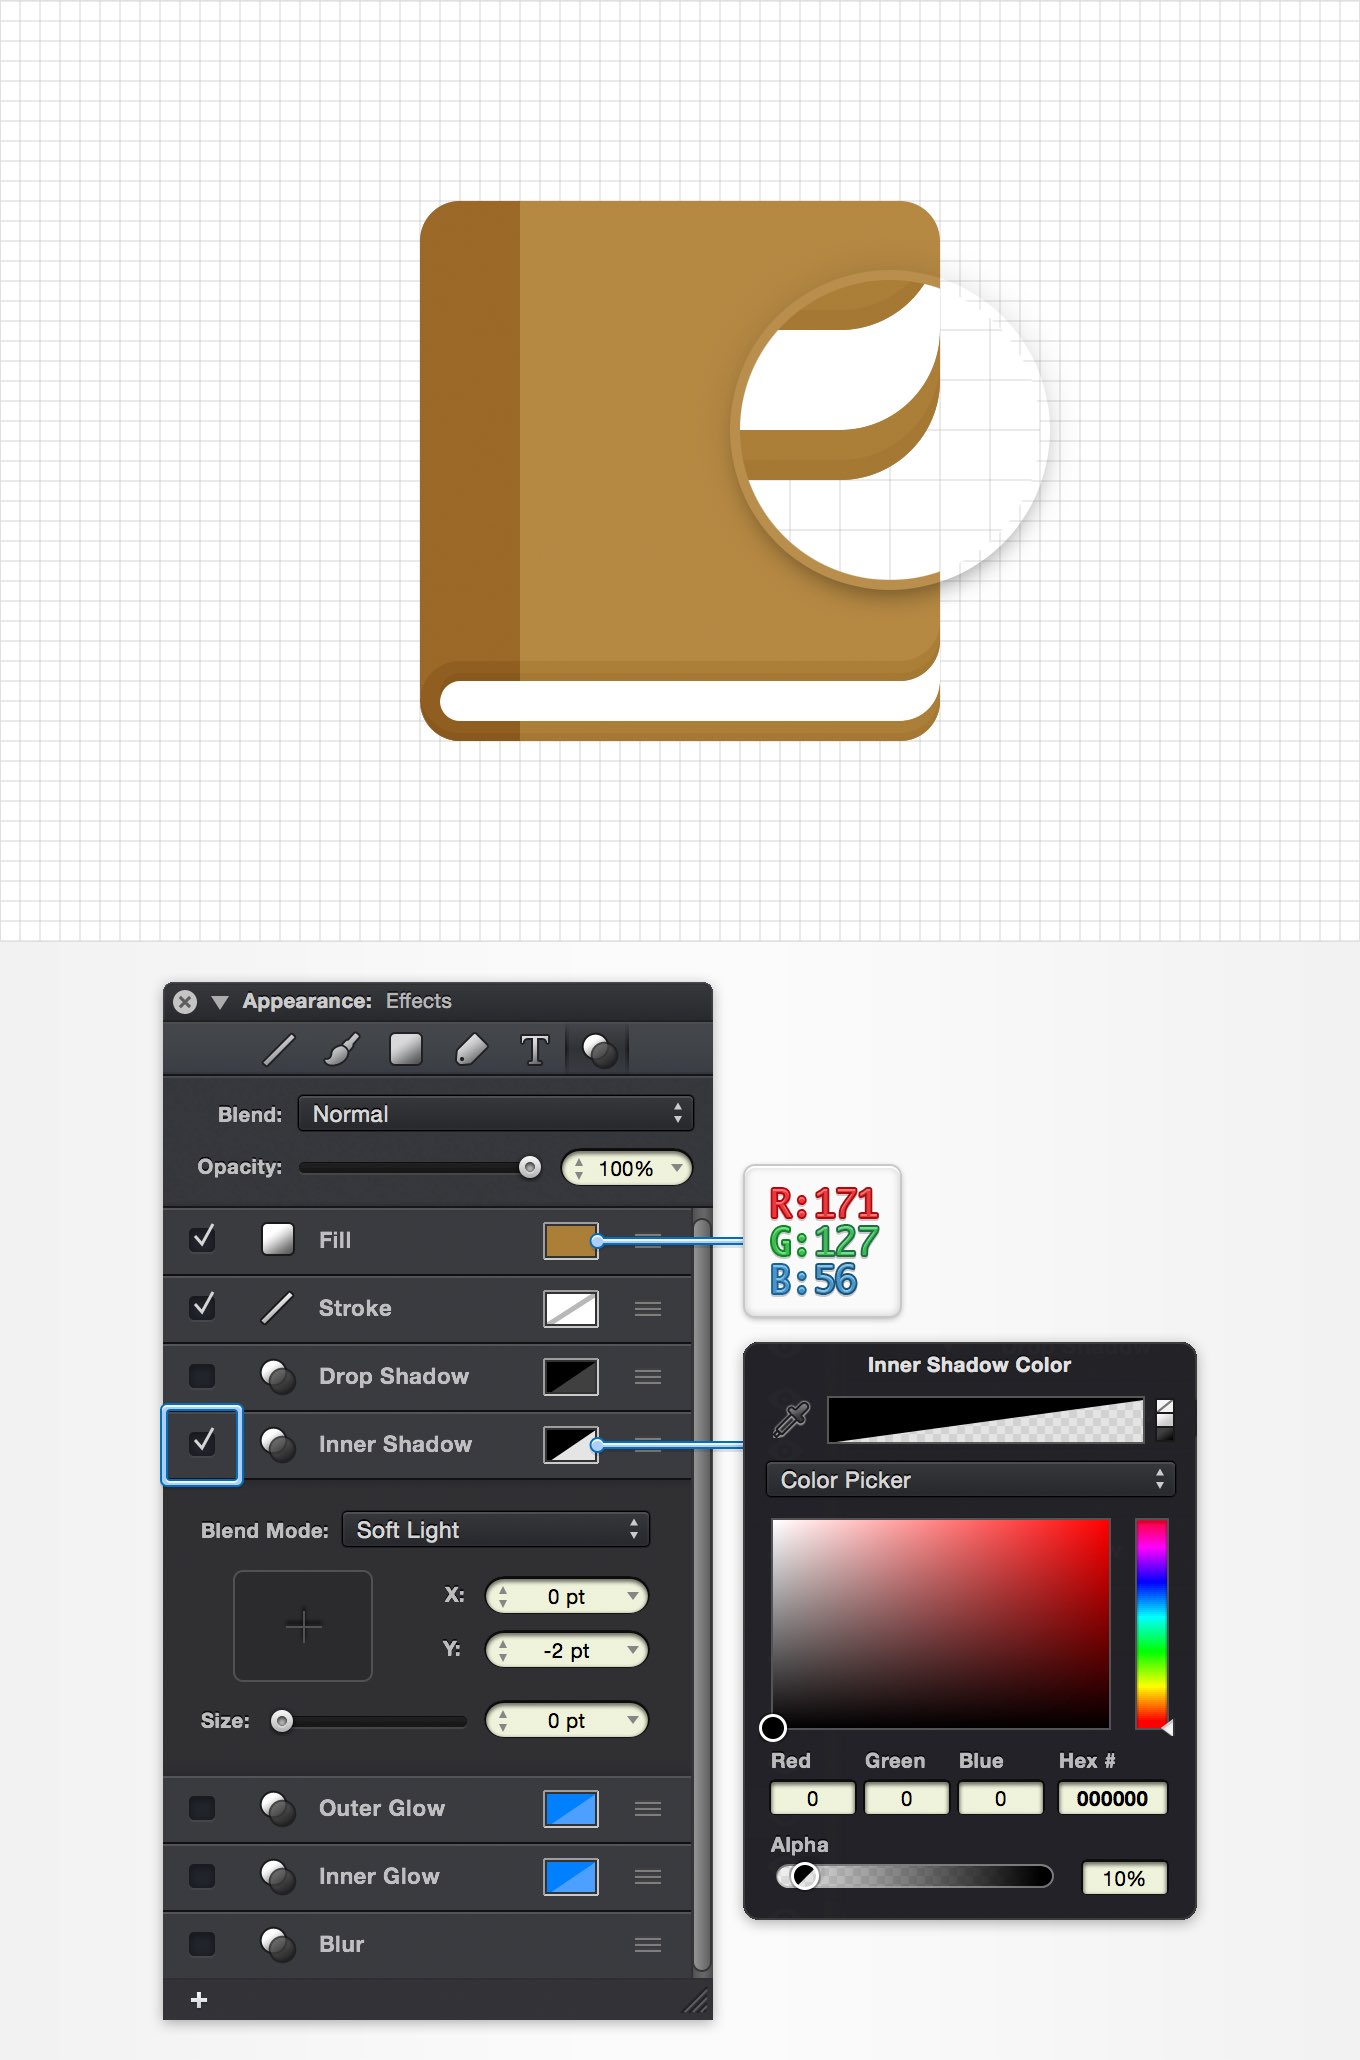 Appearance: Effects
T
Blend: Normal
Opacity: 100%
Fill
R:171
G:127
B:56
Stroke
Drop Shadow
Inner Shadow
Blend Mode: Soft Light
X: 0 pt
Y: -2 pt
Size: 0 pt
Outer Glow
Inner Glow
Blur
+
Inner Shadow Color
Color Picker
Red Green Blue Hex #
0 0 0 000000
Alpha
10%